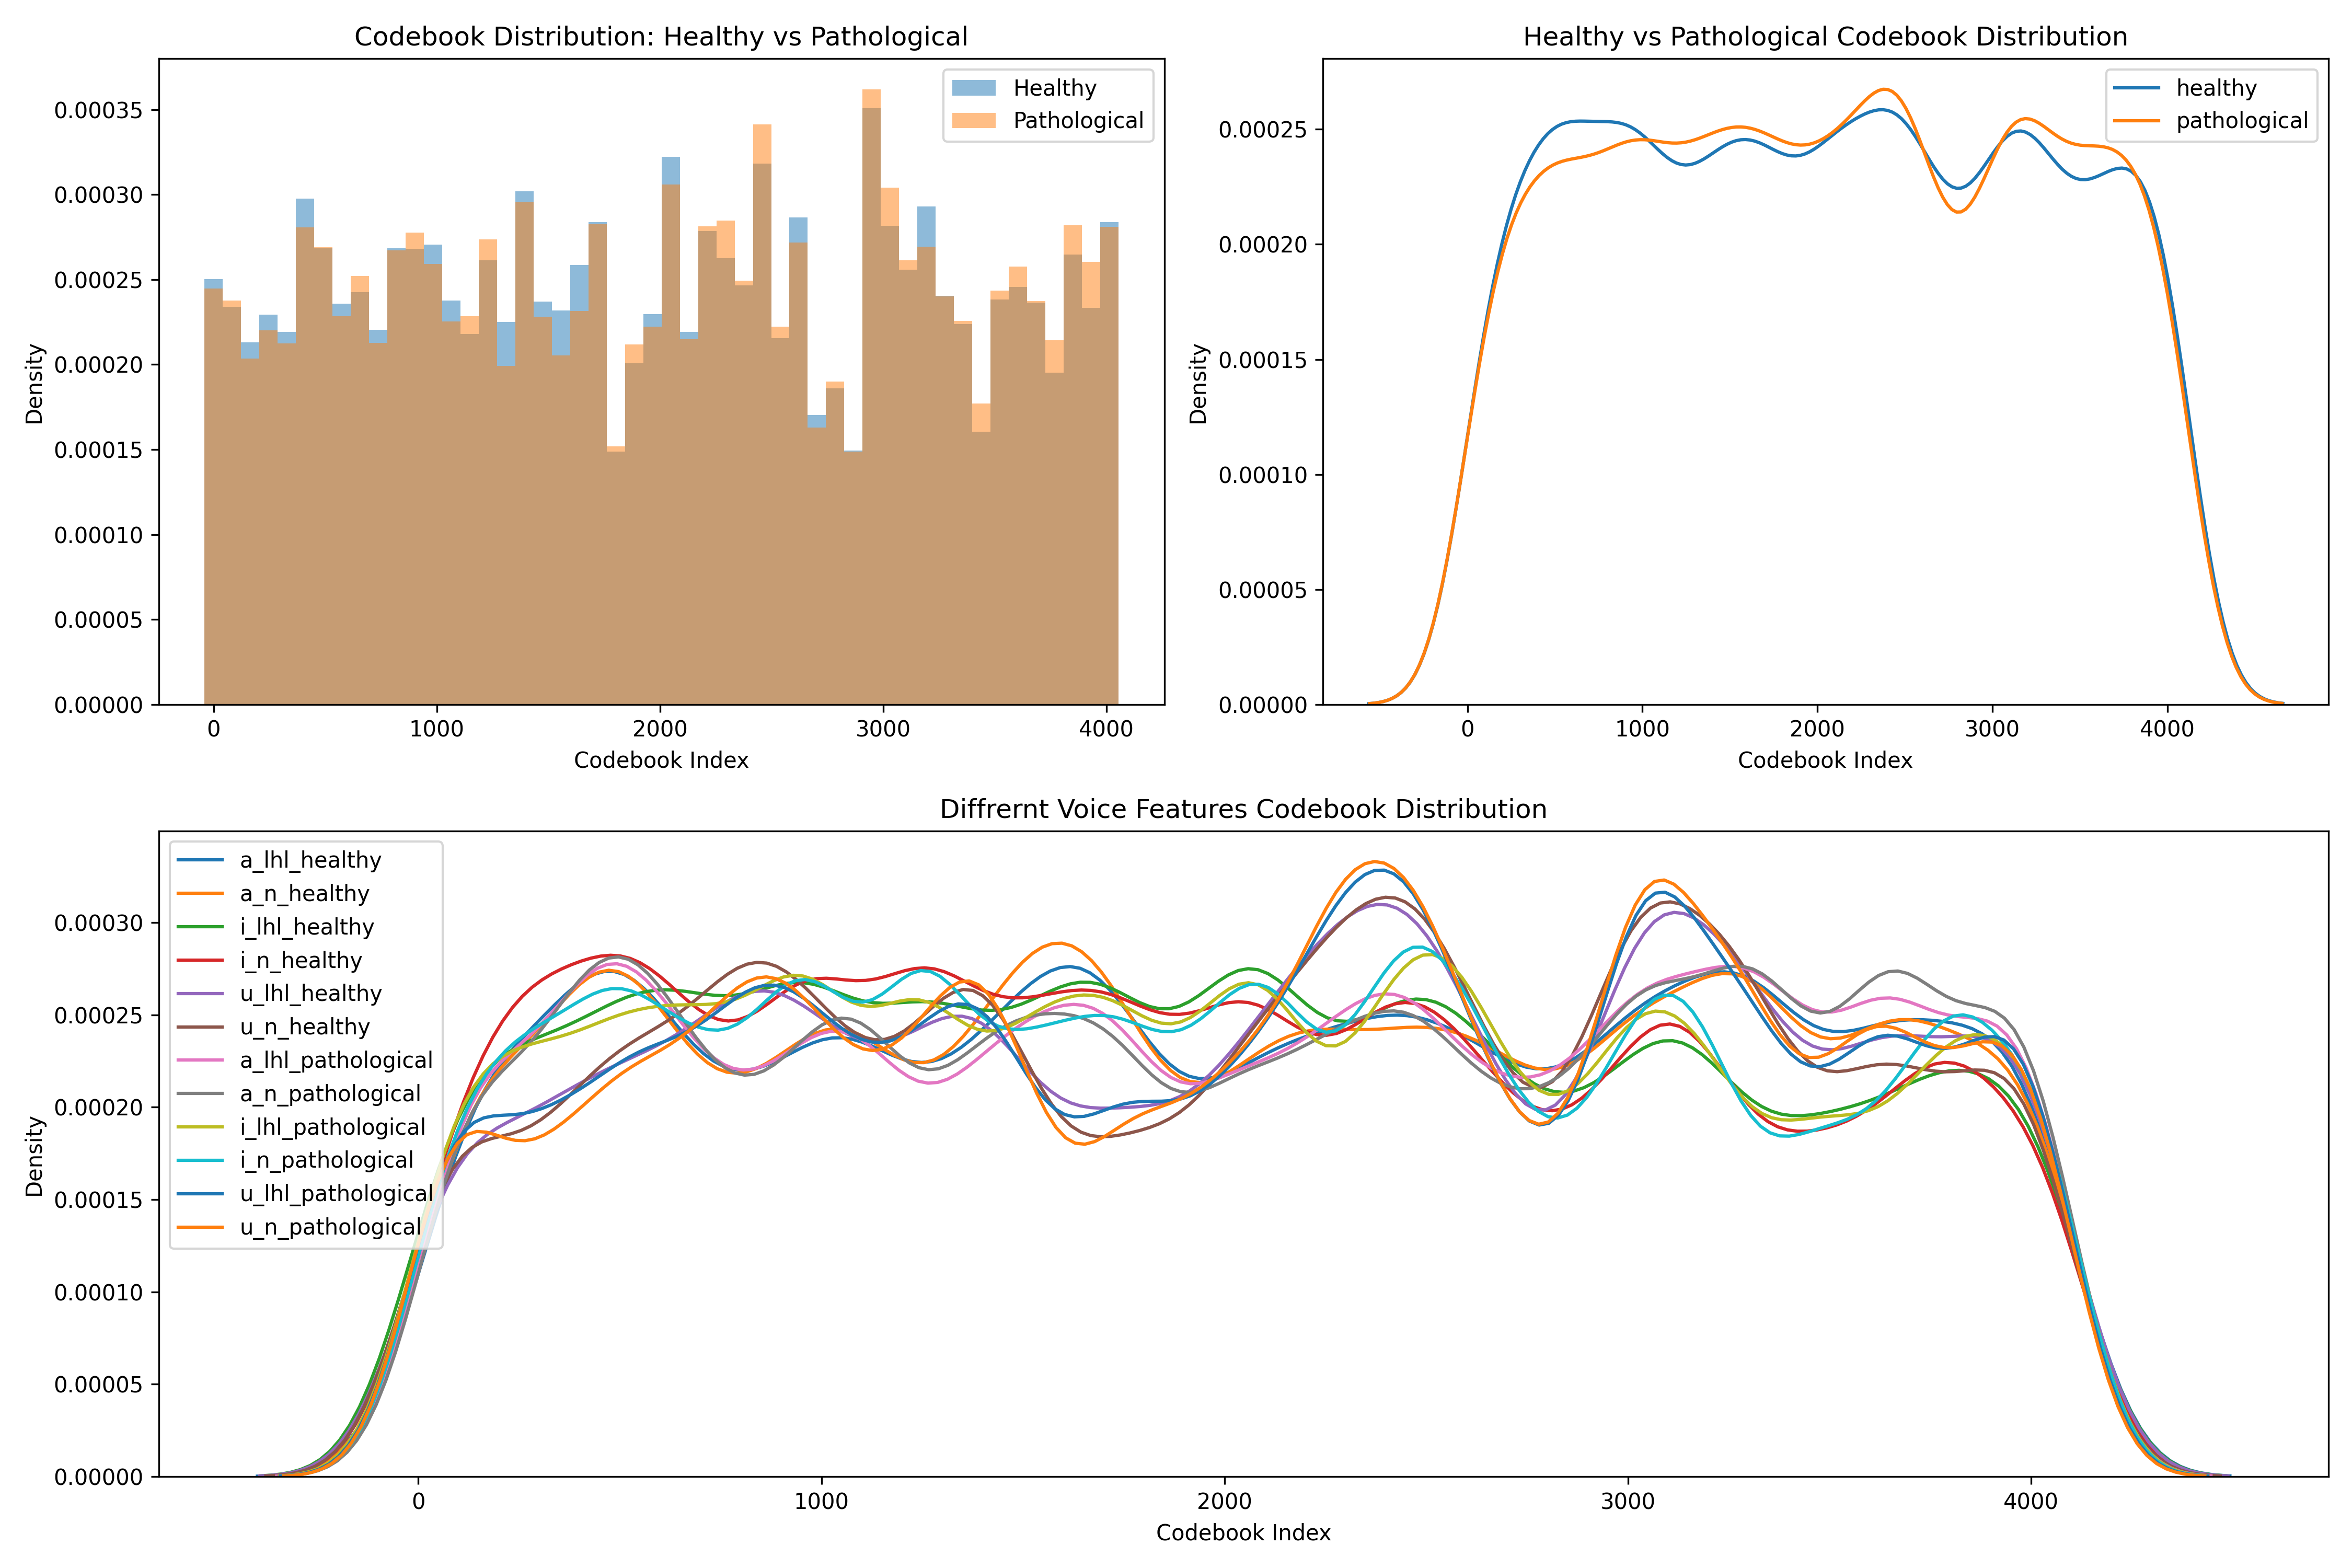 Codebook Distribution: Healthy vs Pathological
Healthy
Pathological
0.00035
0.00030
0.00025
0.00020
0.00015
0.00010
0.00005
0.00000
Density
0 1000 2000 3000 4000
Codebook Index
Healthy vs Pathological Codebook Distribution
healthy
pathological
0.00025
0.00020
0.00015
0.00010
0.00005
0.00000
Density
0 1000 2000 3000 4000
Codebook Index
Diffrernt Voice Features Codebook Distribution
a_lhl_healthy
a_n_healthy
i_lhl_healthy
i_n_healthy
u_lhl_healthy
u_n_healthy
a_lhl_pathological
a_n_pathological
i_lhl_pathological
i_n_pathological
u_lhl_pathological
u_n_pathological
0.00030
0.00025
0.00020
0.00015
0.00010
0.00005
0.00000
Density
0 1000 2000 3000 4000
Codebook Index